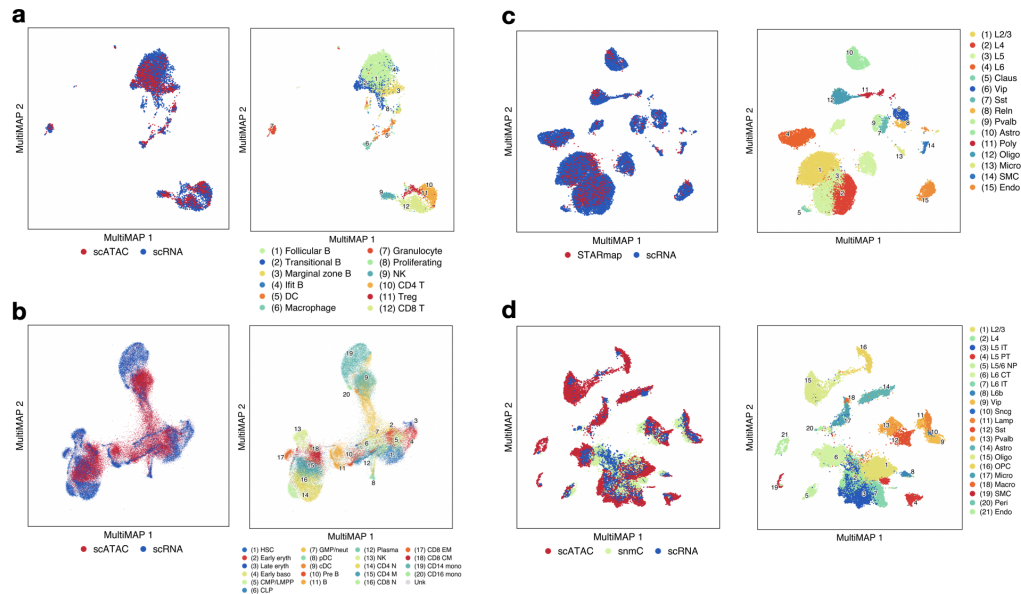 a
MultiMAP 2
MultiMAP 1
scATAC scRNA
MultiMAP 1
(1) Follicular B
(2) Transitional B
(3) Marginal zone B
(4) Ifit B
(5) DC
(6) Macrophage
(7) Granulocyte
(8) Proliferating
(9) NK
(10) CD4 T
(11) Treg
(12) CD8 T
MultiMAP 2
b
MultiMAP 2
MultiMAP 1
scATAC scRNA
MultiMAP 2
MultiMAP 1
(1) HSC
(2) Early eryth
(3) Late eryth
(4) Early baso
(5) CMP/LMPP
(6) CLP
(7) GMP/neut
(8) pDC
(9) cDC
(10) Pre B
(11) B
(12) Plasma
(13) NK
(14) CD4 N
(15) CD4 M
(16) CD8 N
(17) CD8 EM
(18) CD8 CM
(19) CD14 mono
(20) CD16 mono
Unk
c
MultiMAP 2
MultiMAP 1
STARmap scRNA
MultiMAP 2
MultiMAP 1
(1) L2/3
(2) L4
(3) L5
(4) L6
(5) Claus
(6) Vip
(7) Sst
(8) Reln
(9) Pvalb
(10) Astro
(11) Poly
(12) Oligo
(13) Micro
(14) SMC
(15) Endo
d
MultiMAP 2
MultiMAP 1
scATAC snmC scRNA
MultiMAP 2
MultiMAP 1
(1) L2/3
(2) L4
(3) L5 IT
(4) L5 PT
(5) L5/6 NP
(6) L6 CT
(7) L6 IT
(8) L6b
(9) Vip
(10) Sncg
(11) Lamp
(12) Sst
(13) Pvalb
(14) Astro
(15) Oligo
(16) OPC
(17) Micro
(18) Macro
(19) SMC
(20) Peri
(21) Endo